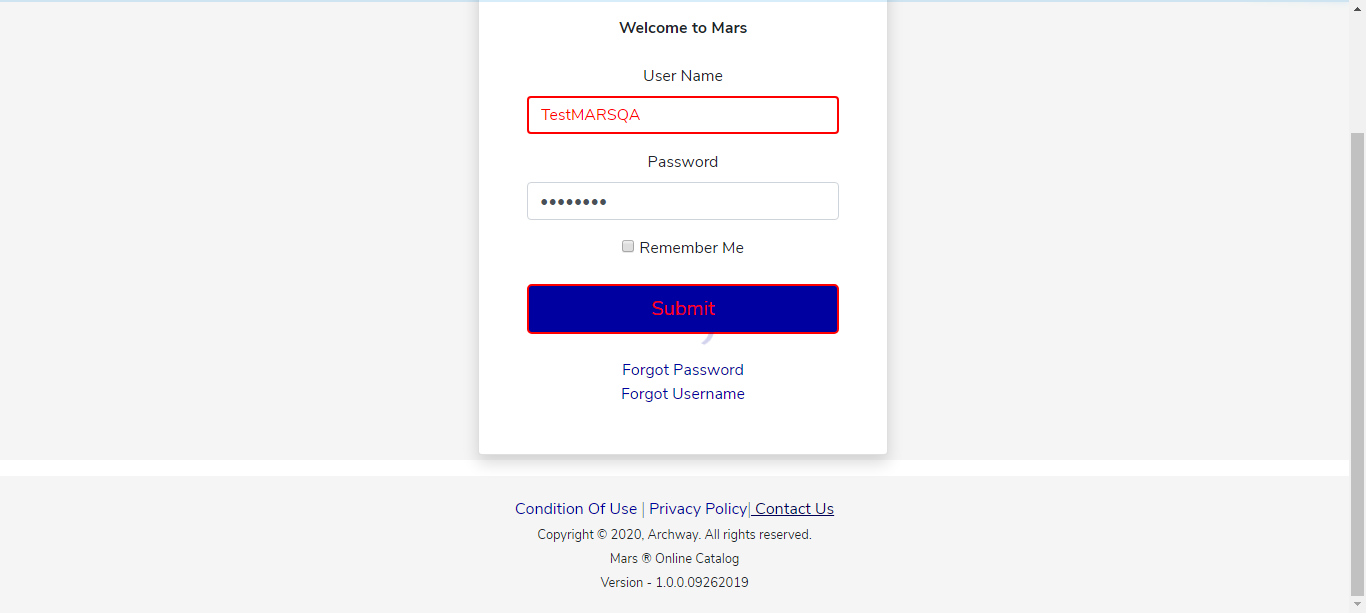 Welcome to Mars
User Name
TestMARSQA
Password
••••••••
Remember Me
Submit
Forgot Password
Forgot Username
Condition Of Use | Privacy Policy| Contact Us
Copyright © 2020, Archway. All rights reserved.
Mars ® Online Catalog
Version - 1.0.0.09262019